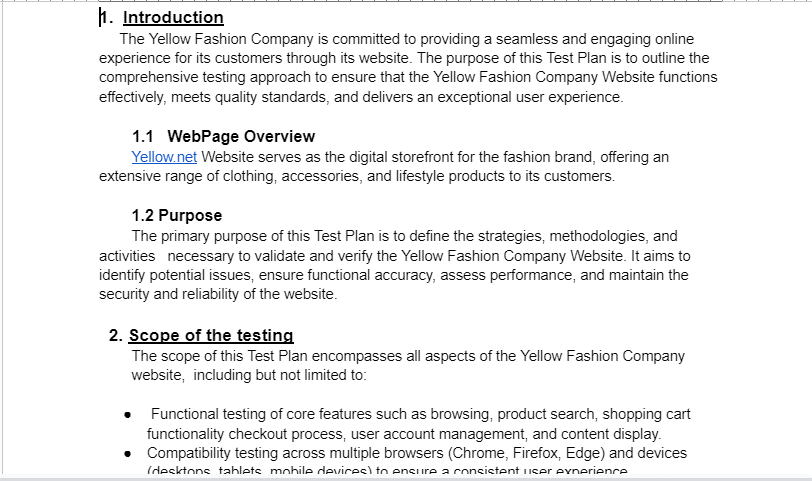 1. Introduction
The Yellow Fashion Company is committed to providing a seamless and engaging online
experience for its customers through its website. The purpose of this Test Plan is to outline the
comprehensive testing approach to ensure that the Yellow Fashion Company Website functions
effectively, meets quality standards, and delivers an exceptional user experience.
1.1 WebPage Overview
Yellow.net Website serves as the digital storefront for the fashion brand, offering an
extensive range of clothing, accessories, and lifestyle products to its customers.
1.2 Purpose
The primary purpose of this Test Plan is to define the strategies, methodologies, and
activities necessary to validate and verify the Yellow Fashion Company Website. It aims to
identify potential issues, ensure functional accuracy, assess performance, and maintain the
security and reliability of the website.
2. Scope of the testing
The scope of this Test Plan encompasses all aspects of the Yellow Fashion Company
website, including but not limited to:
● Functional testing of core features such as browsing, product search, shopping cart
functionality checkout process, user account management, and content display.
● Compatibility testing across multiple browsers (Chrome, Firefox, Edge) and devices
(desktops, tablets, mobile devices) to ensure a consistent user experience.